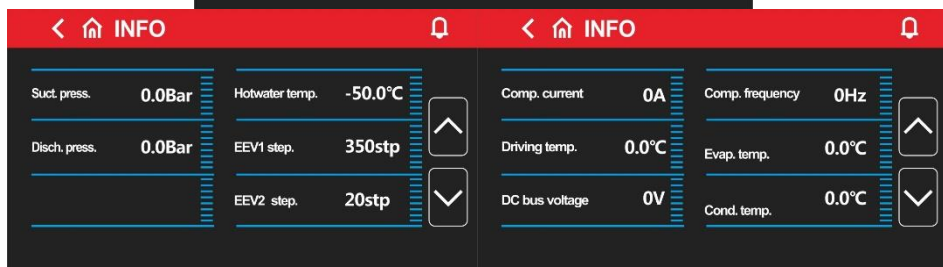 INFO
Suct. press. 0.0Bar Hotwater temp. -50.0℃
Disch. press. 0.0Bar EEV1 step. 350stp
EEV2 step. 20stp
INFO
Comp. current 0A Comp. frequency 0Hz
Driving temp. 0.0℃ Evap. temp. 0.0℃
DC bus voltage 0V Cond. temp. 0.0℃